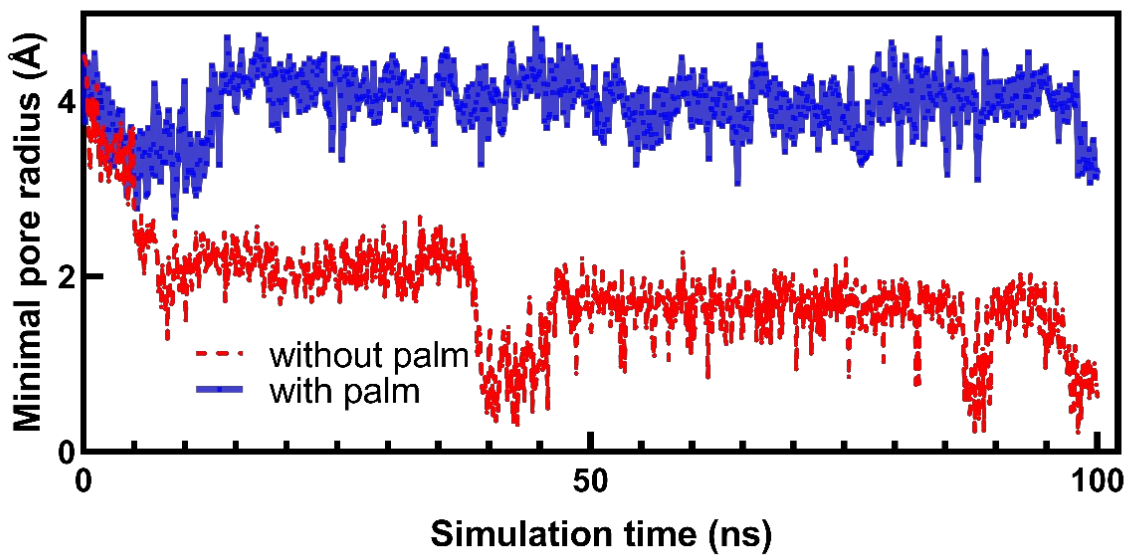 Minimal pore radius (Å)
4
2
0
without palm
with palm
0
50
100
Simulation time (ns)